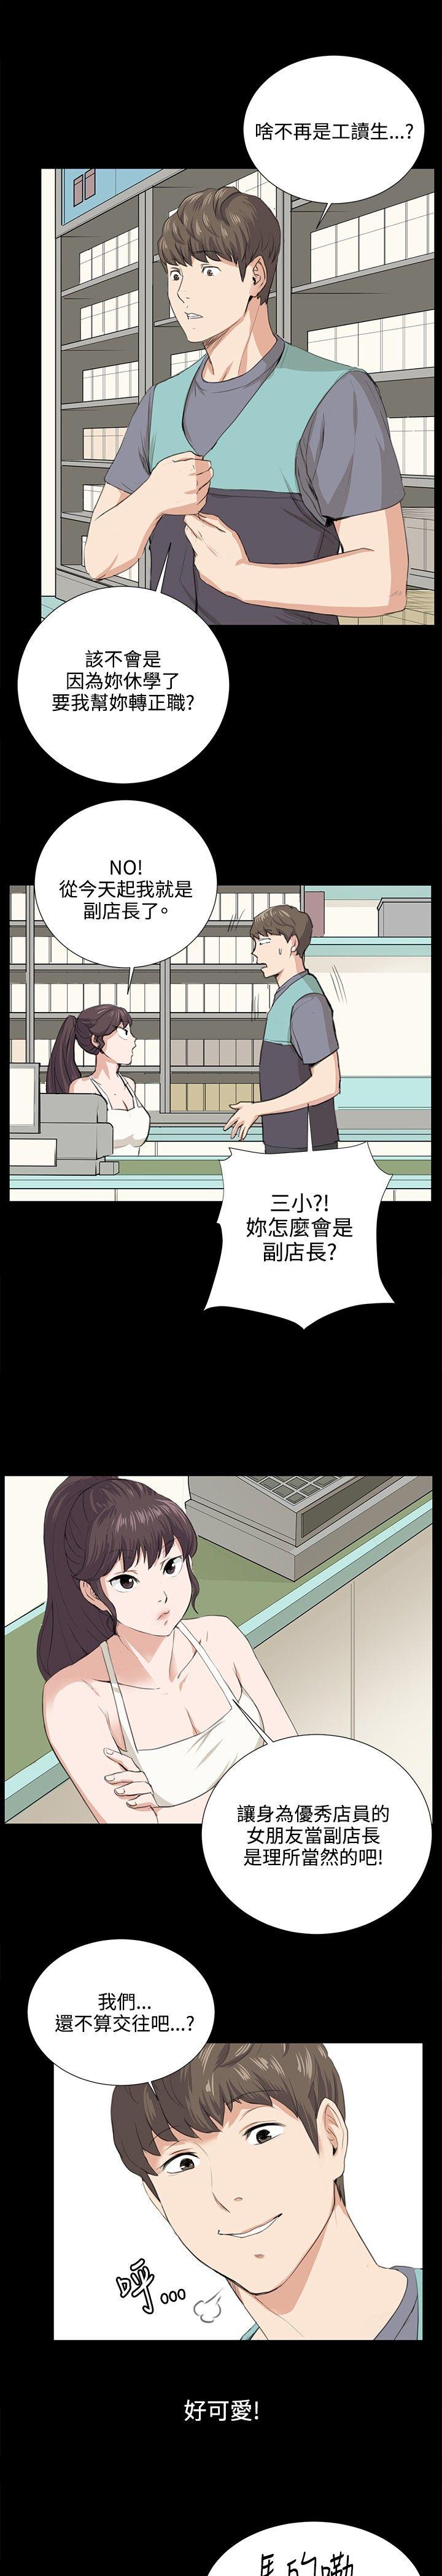 啥不再是工讀生...?
該不會是
因為妳休學了
要我幫妳轉正職?
NO!
從今天起我就是
副店長了。
三小?!
妳怎麼會是
副店長?
讓身為優秀店員的
女朋友當副店長
是理所當然的吧!
我們...
還不算交往吧...?
呼...
好可愛!